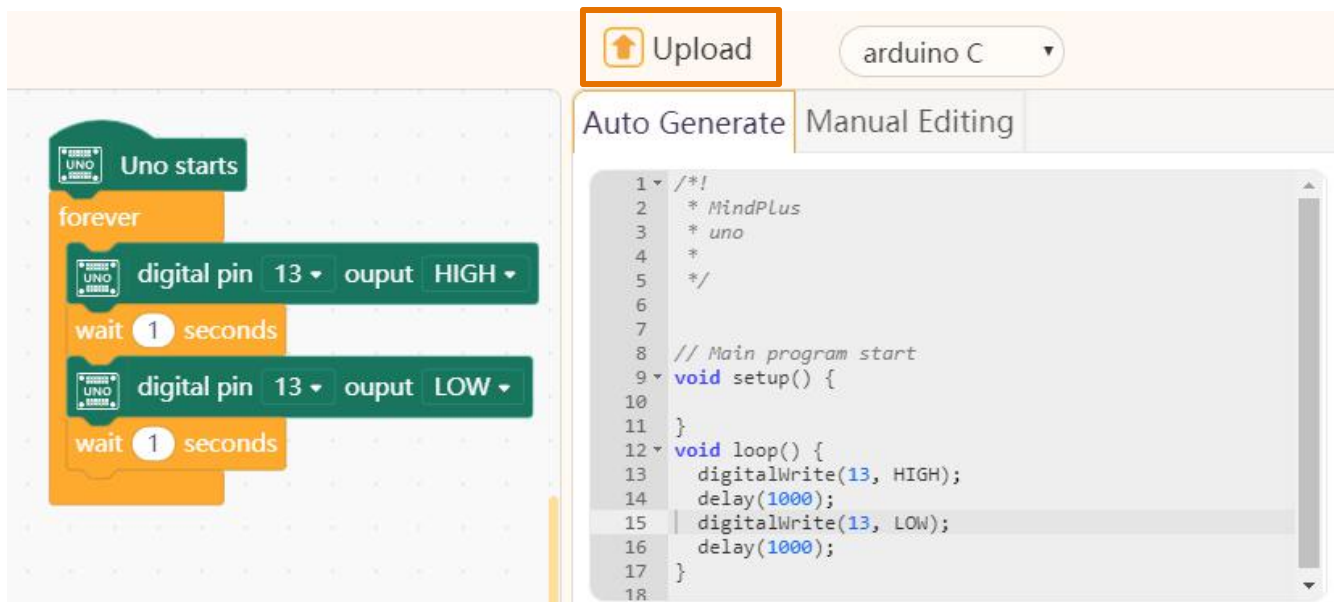 Upload
arduino C
Auto Generate
Manual Editing
UNO Uno starts
forever
UNO digital pin 13 ouput HIGH
wait 1 seconds
UNO digital pin 13 ouput LOW
wait 1 seconds
1 /*!
2 * MindPlus
3 * uno
4 *
5 */
6
7
8 // Main program start
9 void setup() {
10
11 }
12 void loop() {
13 digitalWrite(13, HIGH);
14 delay(1000);
15 digitalWrite(13, LOW);
16 delay(1000);
17 }
18